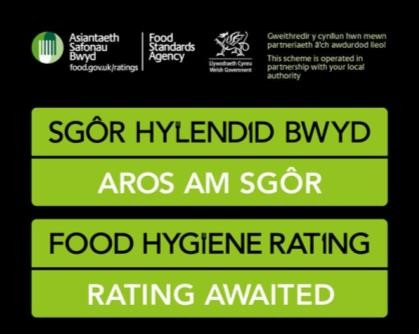 Asiantaeth
Safonau
Bwyd
food.gov.uk/ratings
Food
Standards
Agency
Llywodraeth Cymru
Welsh Government
Gweithredir y cynllun hwn mewn
partneriaeth â'ch awdurdod lleol
This scheme is operated in
partnership with your local
authority
SGÔR HYLENDID BWYD
AROS AM SGÔR
FOOD HYGIENE RATING
RATING AWAITED